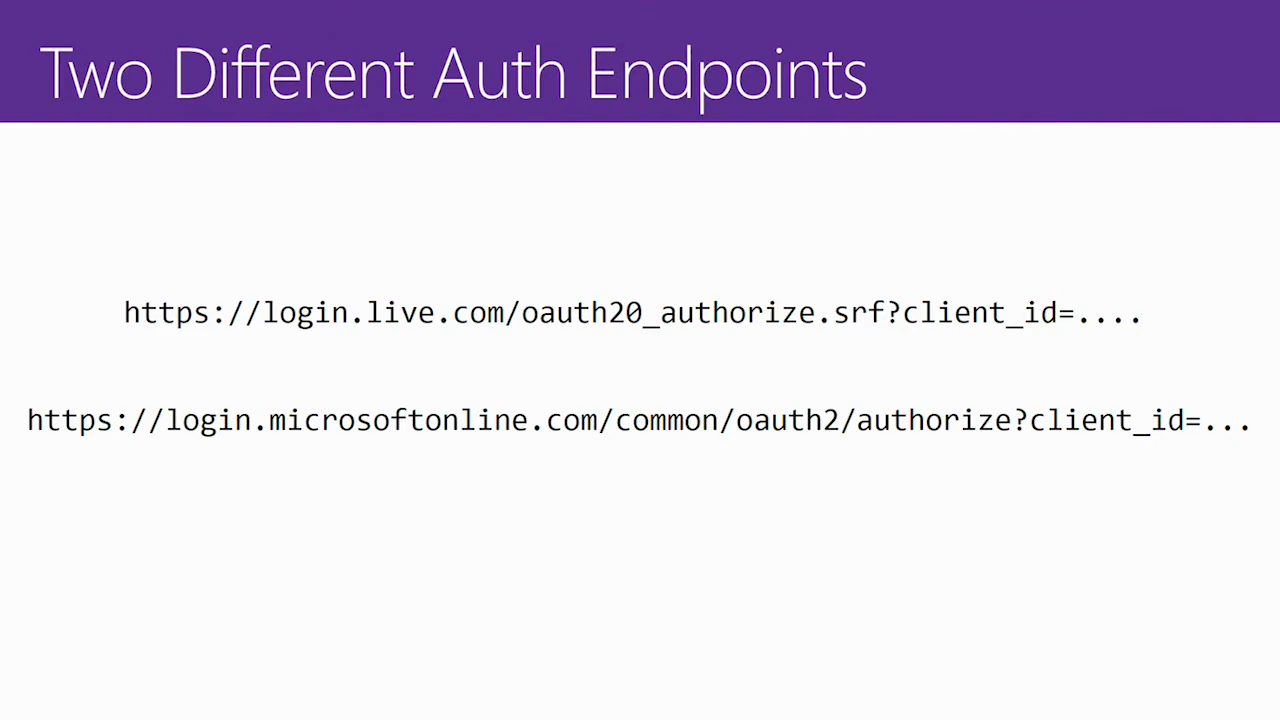 Two Different Auth Endpoints
https://login.live.com/oauth20_authorize.srf?client_id=....
https://login.microsoftonline.com/common/oauth2/authorize?client_id=...